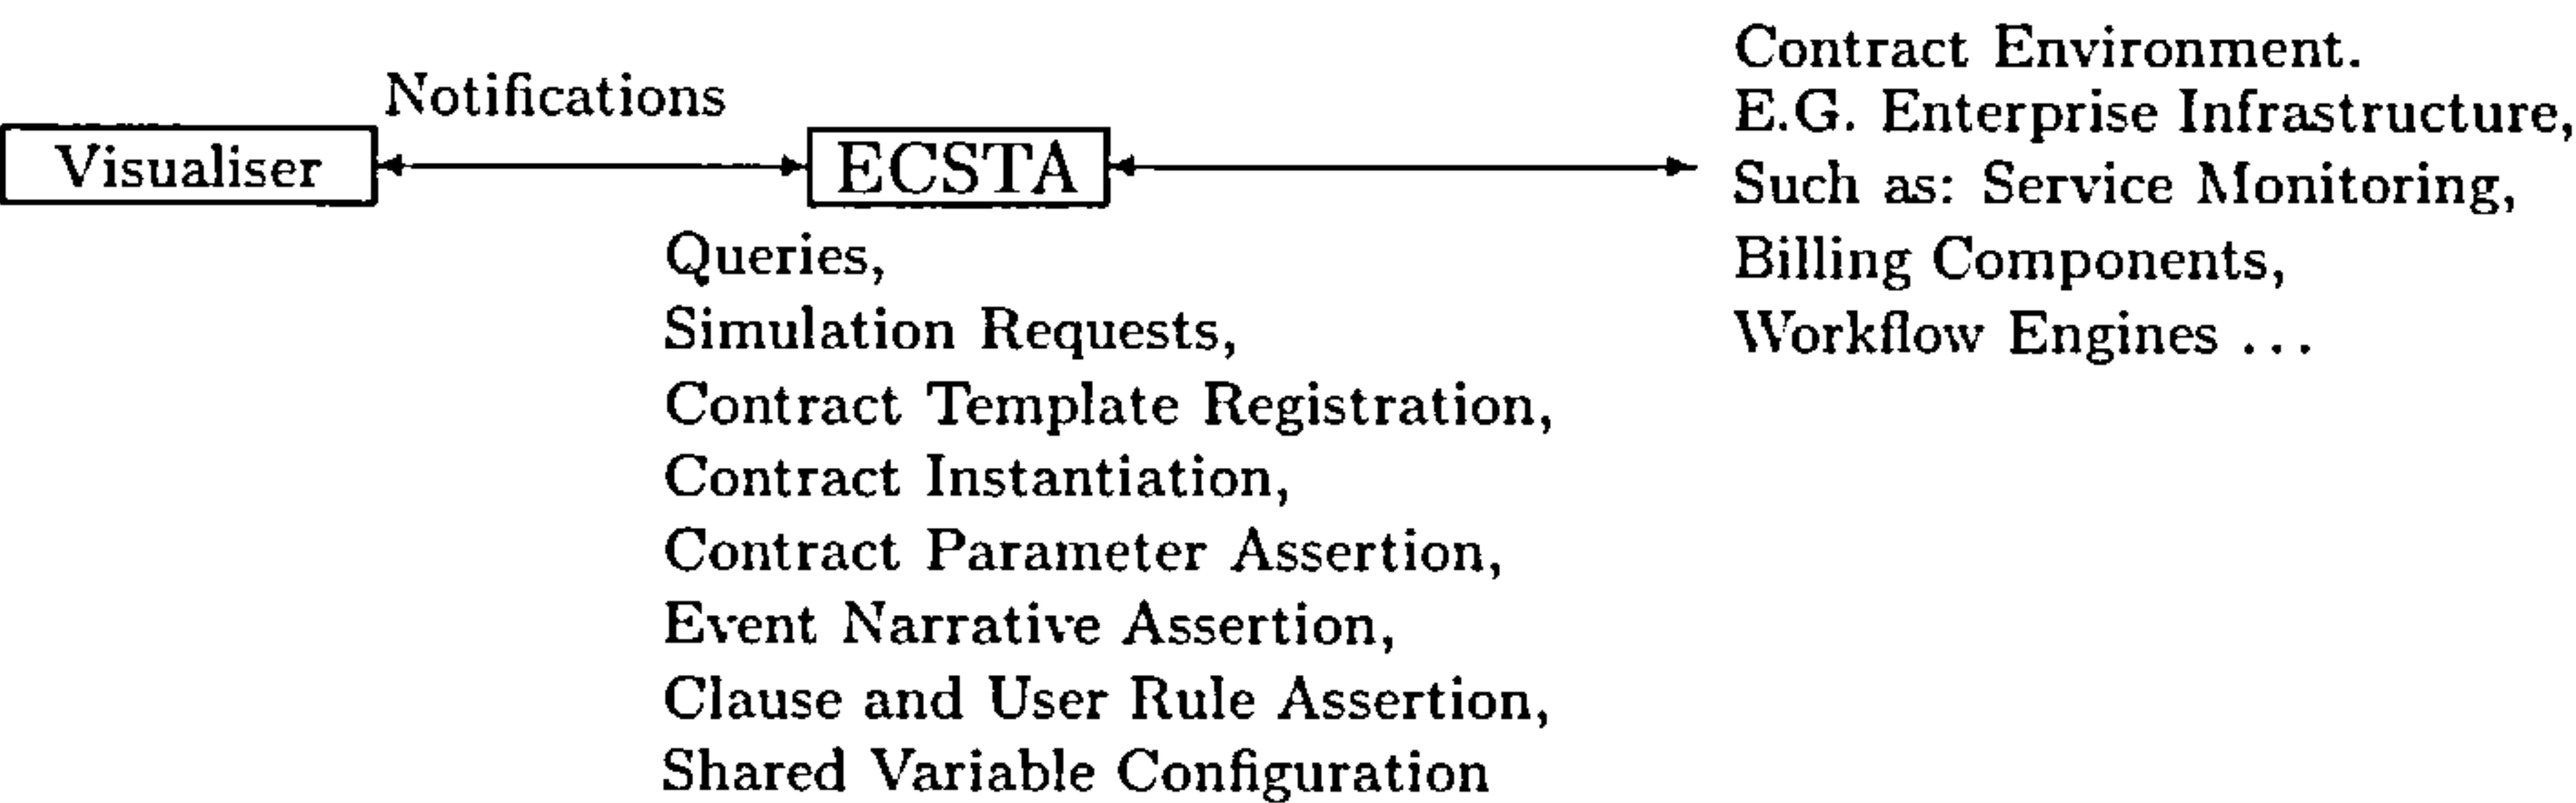 Notifications
Visualiser
ECSTA
Contract Environment.
E.G. Enterprise Infrastructure,
Such as: Service Monitoring,
Billing Components,
Workflow Engines ...
Queries,
Simulation Requests,
Contract Template Registration,
Contract Instantiation,
Contract Parameter Assertion,
Event Narrative Assertion,
Clause and User Rule Assertion,
Shared Variable Configuration